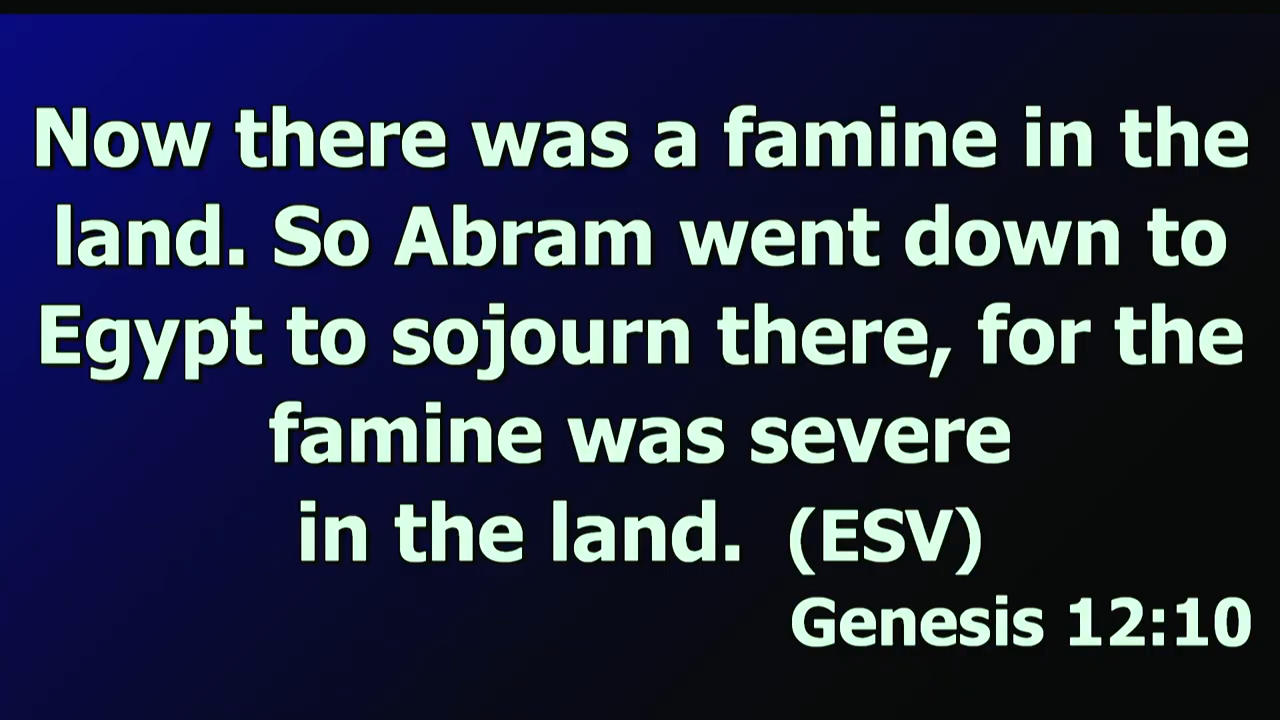 Now there was a famine in the
land. So Abram went down to
Egypt to sojourn there, for the
famine was severe
in the land.  (ESV)
Genesis 12:10